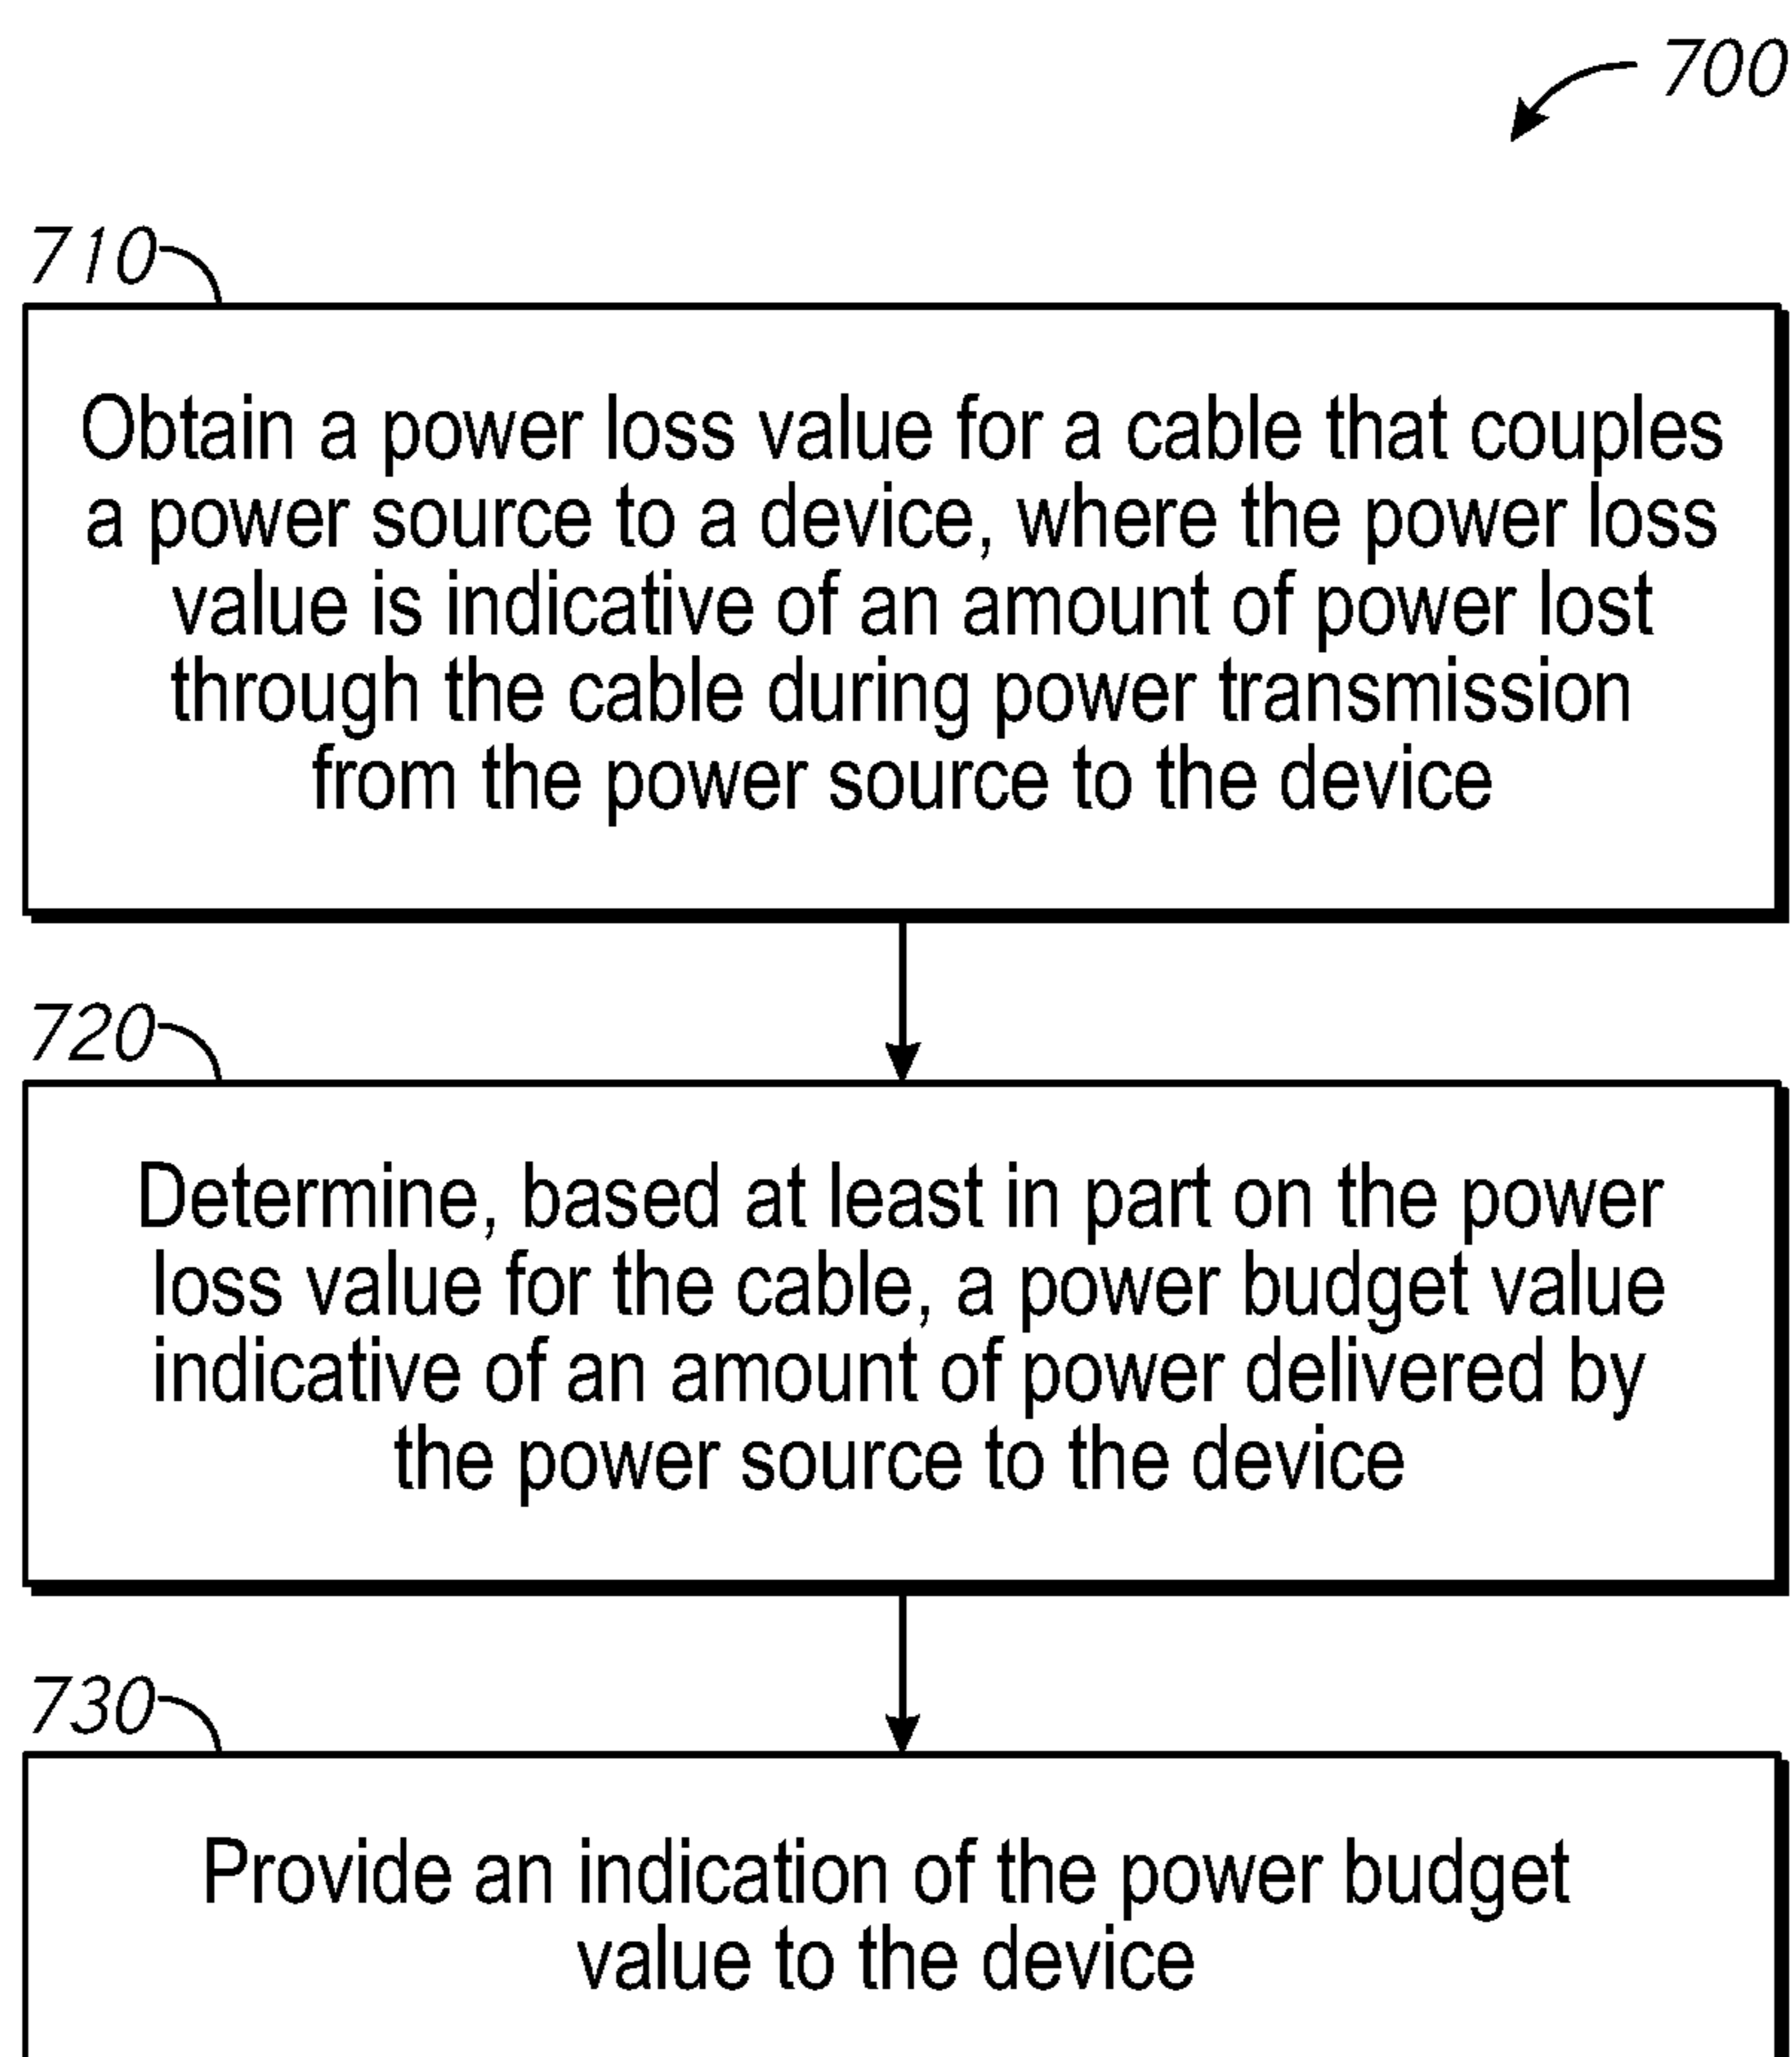 700
710
Obtain a power loss value for a cable that couples
a power source to a device, where the power loss
value is indicative of an amount of power lost
through the cable during power transmission
from the power source to the device
720
Determine, based at least in part on the power
loss value for the cable, a power budget value
indicative of an amount of power delivered by
the power source to the device
730
Provide an indication of the power budget
value to the device